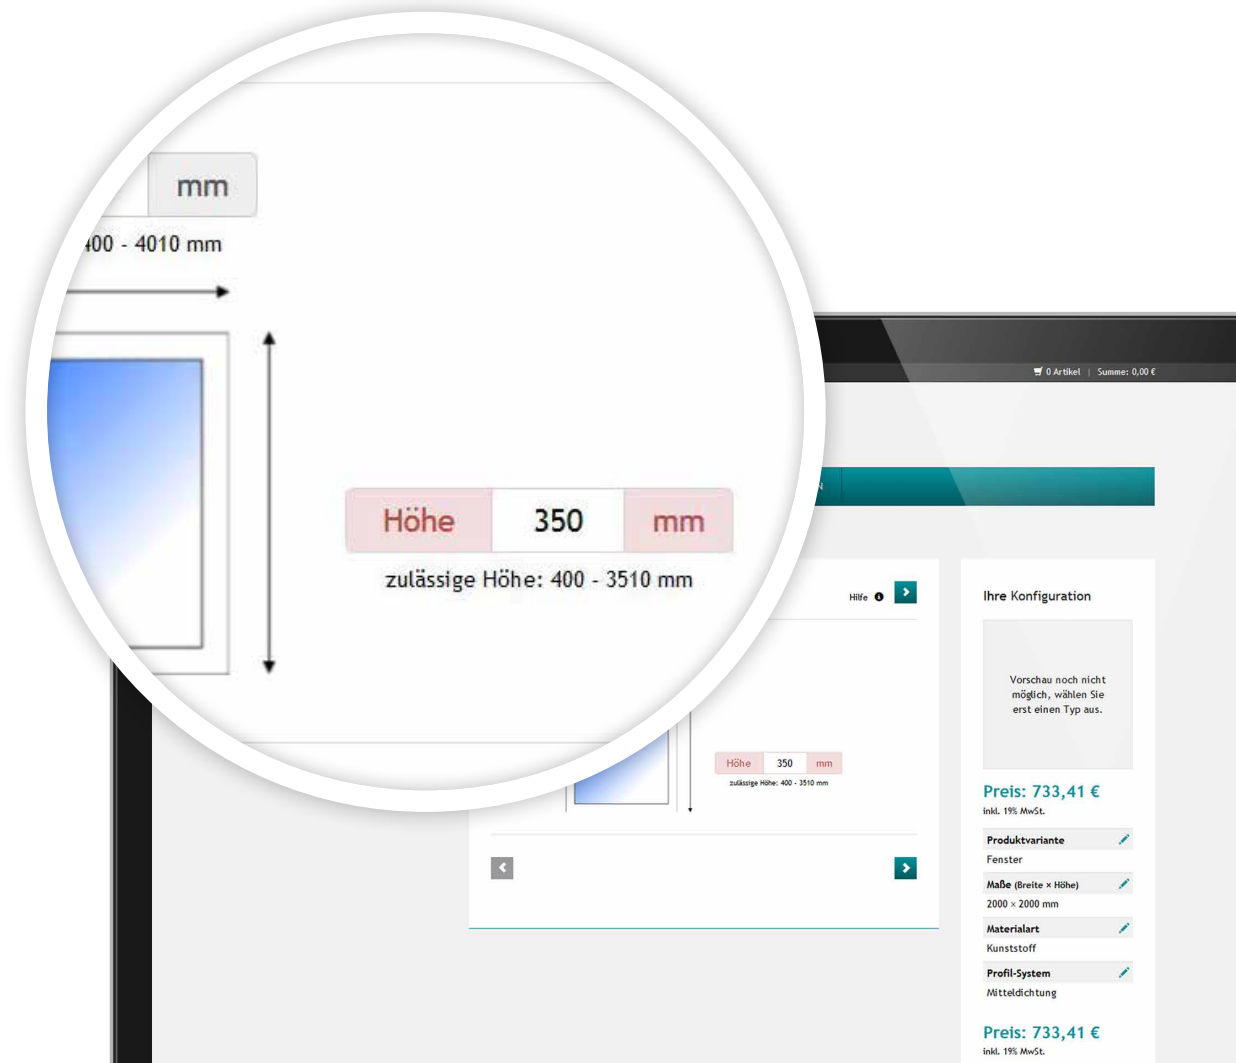 mm
400 - 4010 mm
Höhe 350 mm
zulässige Höhe: 400 - 3510 mm
0 Artikel | Summe: 0,00 €
N
Hilfe
Ihre Konfiguration
Vorschau noch nicht
möglich, wählen Sie
erst einen Typ aus.
Höhe 350 mm
zulässige Höhe: 400 - 3510 mm
Preis: 733,41 €
inkl. 19% MwSt.
Produktvariante
Fenster
Maße (Breite × Höhe)
2000 × 2000 mm
Materialart
Kunststoff
Profil-System
Mitteldichtung
Preis: 733,41 €
inkl. 19% MwSt.